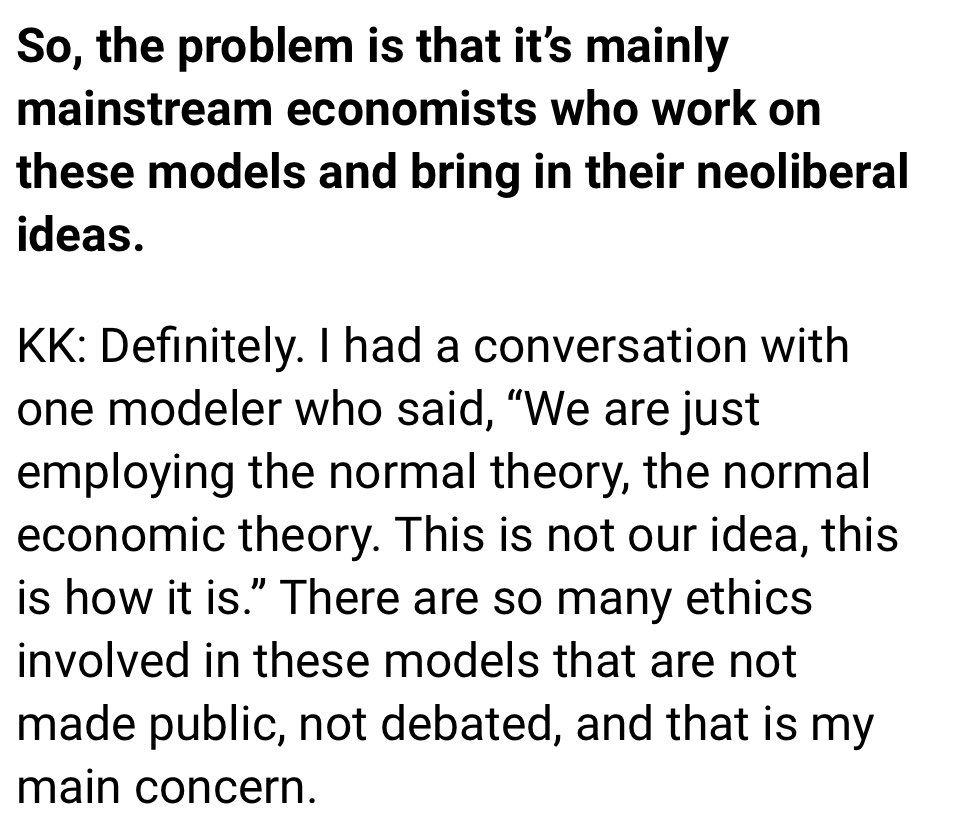 So, the problem is that it’s mainly
mainstream economists who work on
these models and bring in their neoliberal
ideas.
KK: Definitely. I had a conversation with
one modeler who said, “We are just
employing the normal theory, the normal
economic theory. This is not our idea, this
is how it is.” There are so many ethics
involved in these models that are not
made public, not debated, and that is my
main concern.